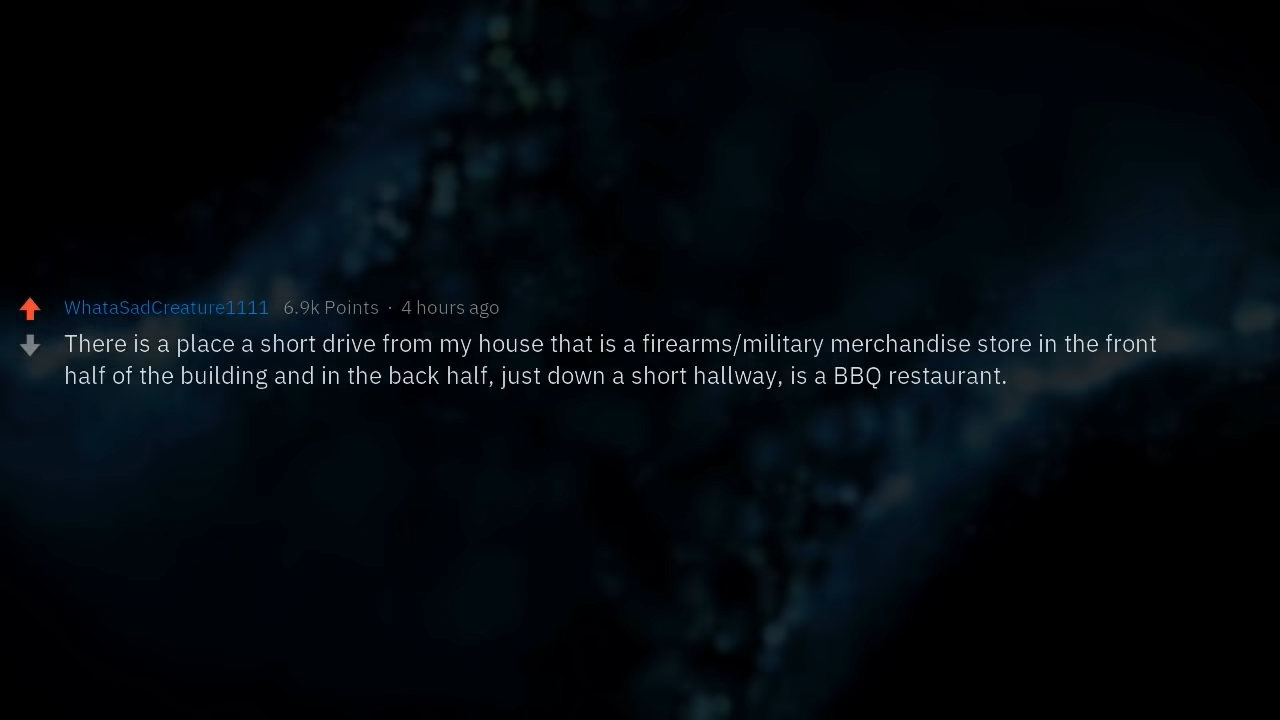 WhataSadCreature1111 6.9k Points · 4 hours ago
There is a place a short drive from my house that is a firearms/military merchandise store in the front
half of the building and in the back half, just down a short hallway, is a BBQ restaurant.